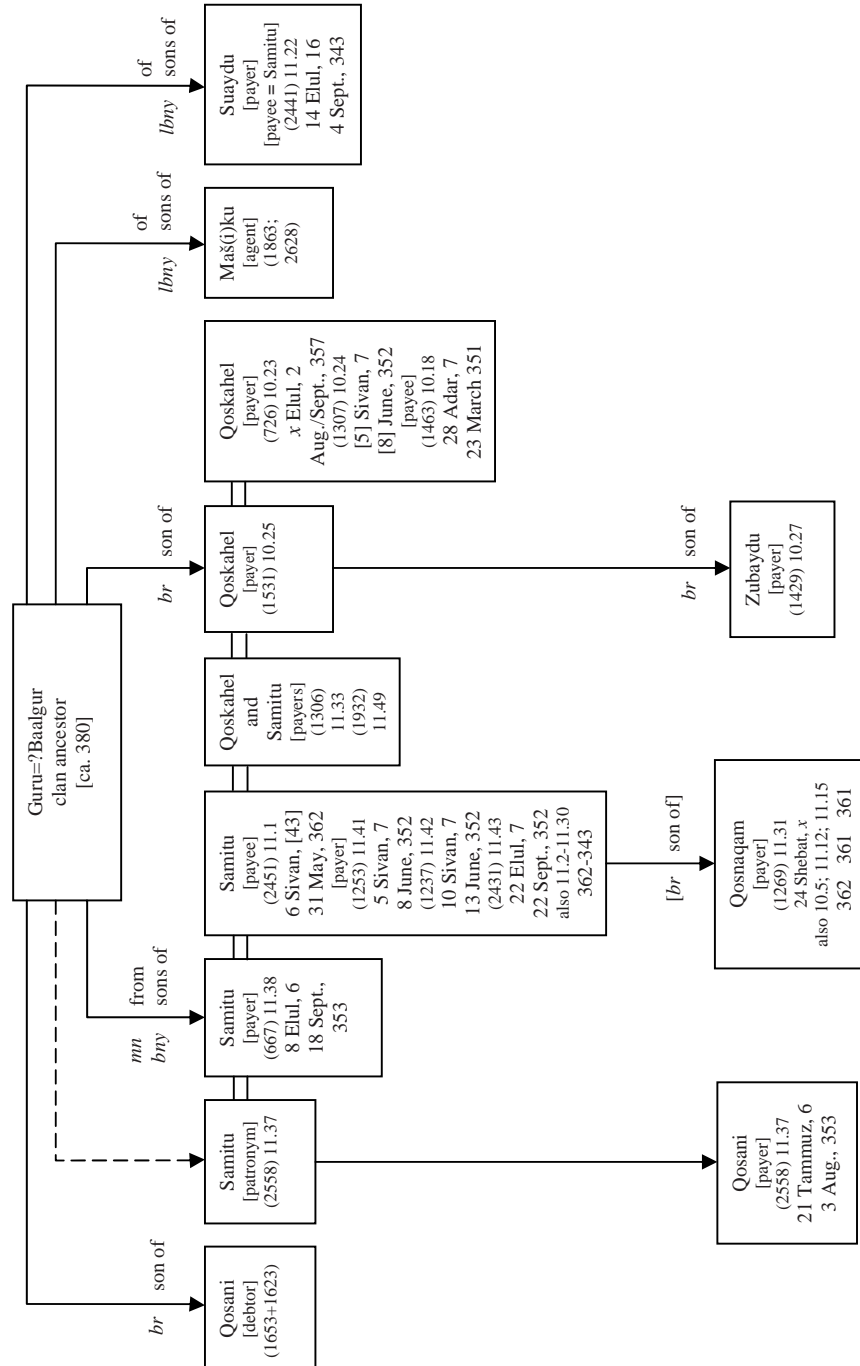 Guru=?Baalgur
clan ancestor
[ca. 380]
br son of
mn from
bny sons of
br son of
lbny of
sons of
lbny of
sons of
Qosani
[debtor]
(1653+1623)
Samitu
[patronym]
(2558) 11.37
Samitu
[payer]
(667) 11.38
8 Elul, 6
18 Sept.,
353
Samitu
[payee]
(2451) 11.1
6 Sivan, [43]
31 May, 362
[payer]
(1253) 11.41
5 Sivan, 7
8 June, 352
(1237) 11.42
10 Sivan, 7
13 June, 352
(2431) 11.43
22 Elul, 7
22 Sept., 352
also 11.2-11.30
362-343
Qoskahel
and
Samitu
[payers]
(1306)
11.33
(1932)
11.49
Qoskahel
[payer]
(1531) 10.25
Qoskahel
[payer]
(726) 10.23
x Elul, 2
Aug./Sept., 357
(1307) 10.24
[5] Sivan, 7
[8] June, 352
[payee]
(1463) 10.18
28 Adar, 7
23 March 351
Maš(i)ku
[agent]
(1863;
2628)
Suaydu
[payer]
[payee = Samitu]
(2441) 11.22
14 Elul, 16
4 Sept., 343
[br son of]
br son of
Qosani
[payer]
(2558) 11.37
21 Tammuz, 6
3 Aug., 353
Qosnaqam
[payer]
(1269) 11.31
24 Shebat, x
also 10.5; 11.12; 11.15
362 361 361
Zubaydu
[payer]
(1429) 10.27